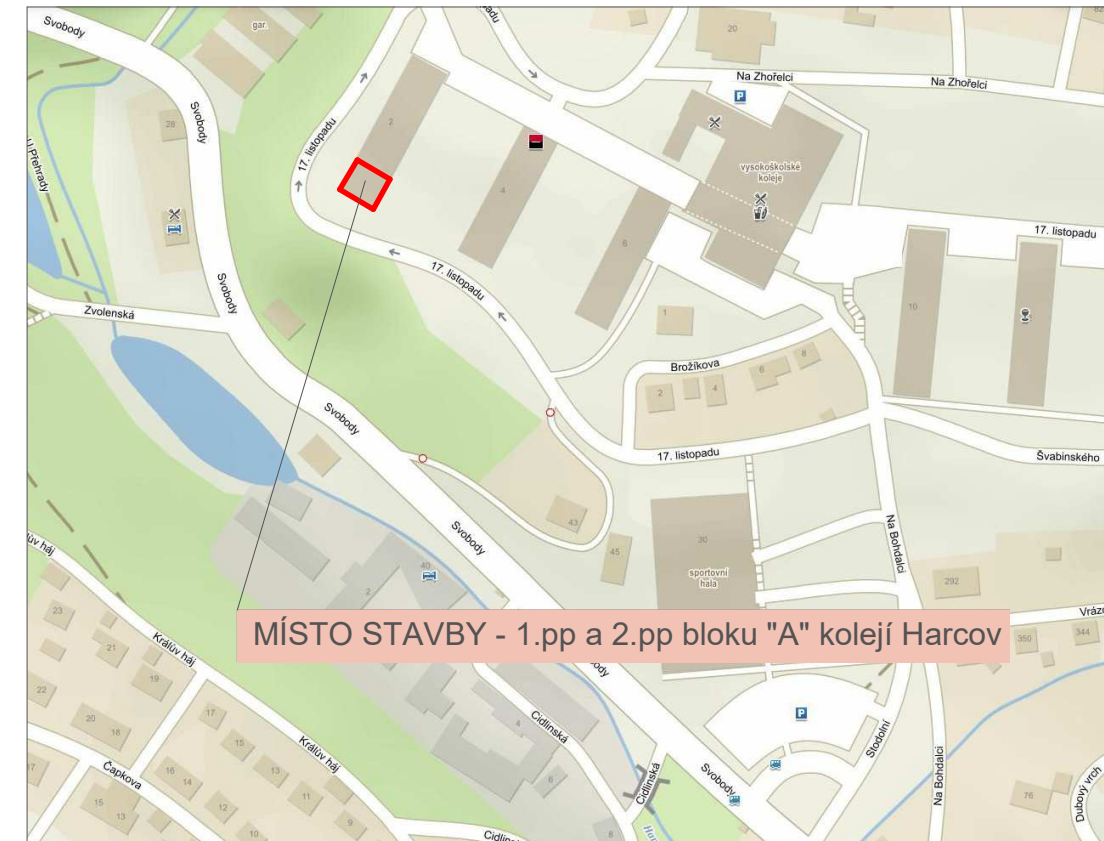 Svobody
gar.
20
Na Zhořelci
Na Zhořelci
P
Svobody
28
2
17. listopadu
4
vysokoškolské
koleje
U Přehrady
6
17. listopadu
17. listopadu
Svobody
Zvolenská
1
10
Brožíkova
2
4
6
8
Svobody
17. listopadu
Švabinského
43
45
30
sportovní
hala
Na Bohdalci
Svobody
40
2
292
23
21
Králův háj
19
MÍSTO STAVBY - 1.pp a 2.pp bloku "A" kolejí Harcov
350
344
22
20
18
17
15
13
11
9
Králův háj
4
Cidlinská
P
Stodolní
Čapkova
16
14
12
10
15
13
6
8
Cidlinská
Svobody
Na Bohdalci
76
Dubový vrch